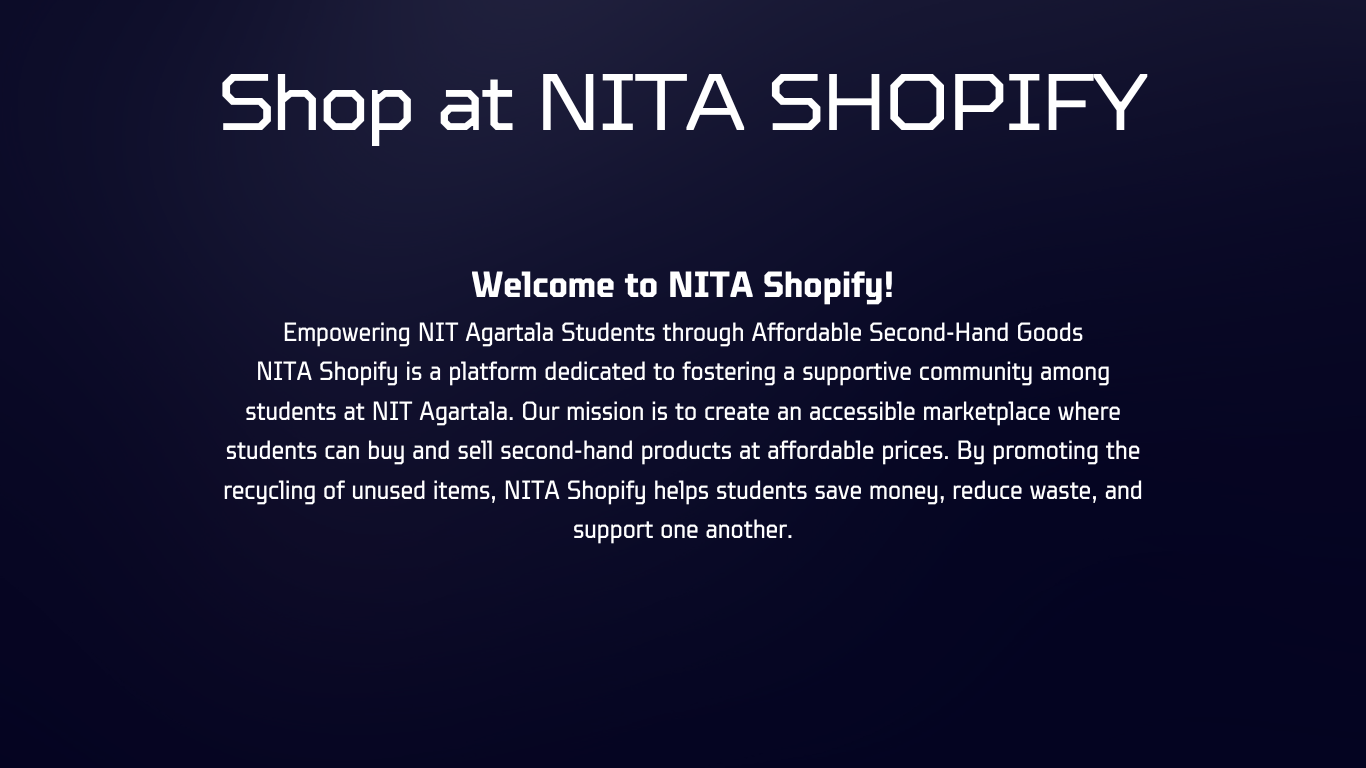 Shop at NITA SHOPIFY
Welcome to NITA Shopify!
Empowering NIT Agartala Students through Affordable Second-Hand Goods
NITA Shopify is a platform dedicated to fostering a supportive community among
students at NIT Agartala. Our mission is to create an accessible marketplace where
students can buy and sell second-hand products at affordable prices. By promoting the
recycling of unused items, NITA Shopify helps students save money, reduce waste, and
support one another.